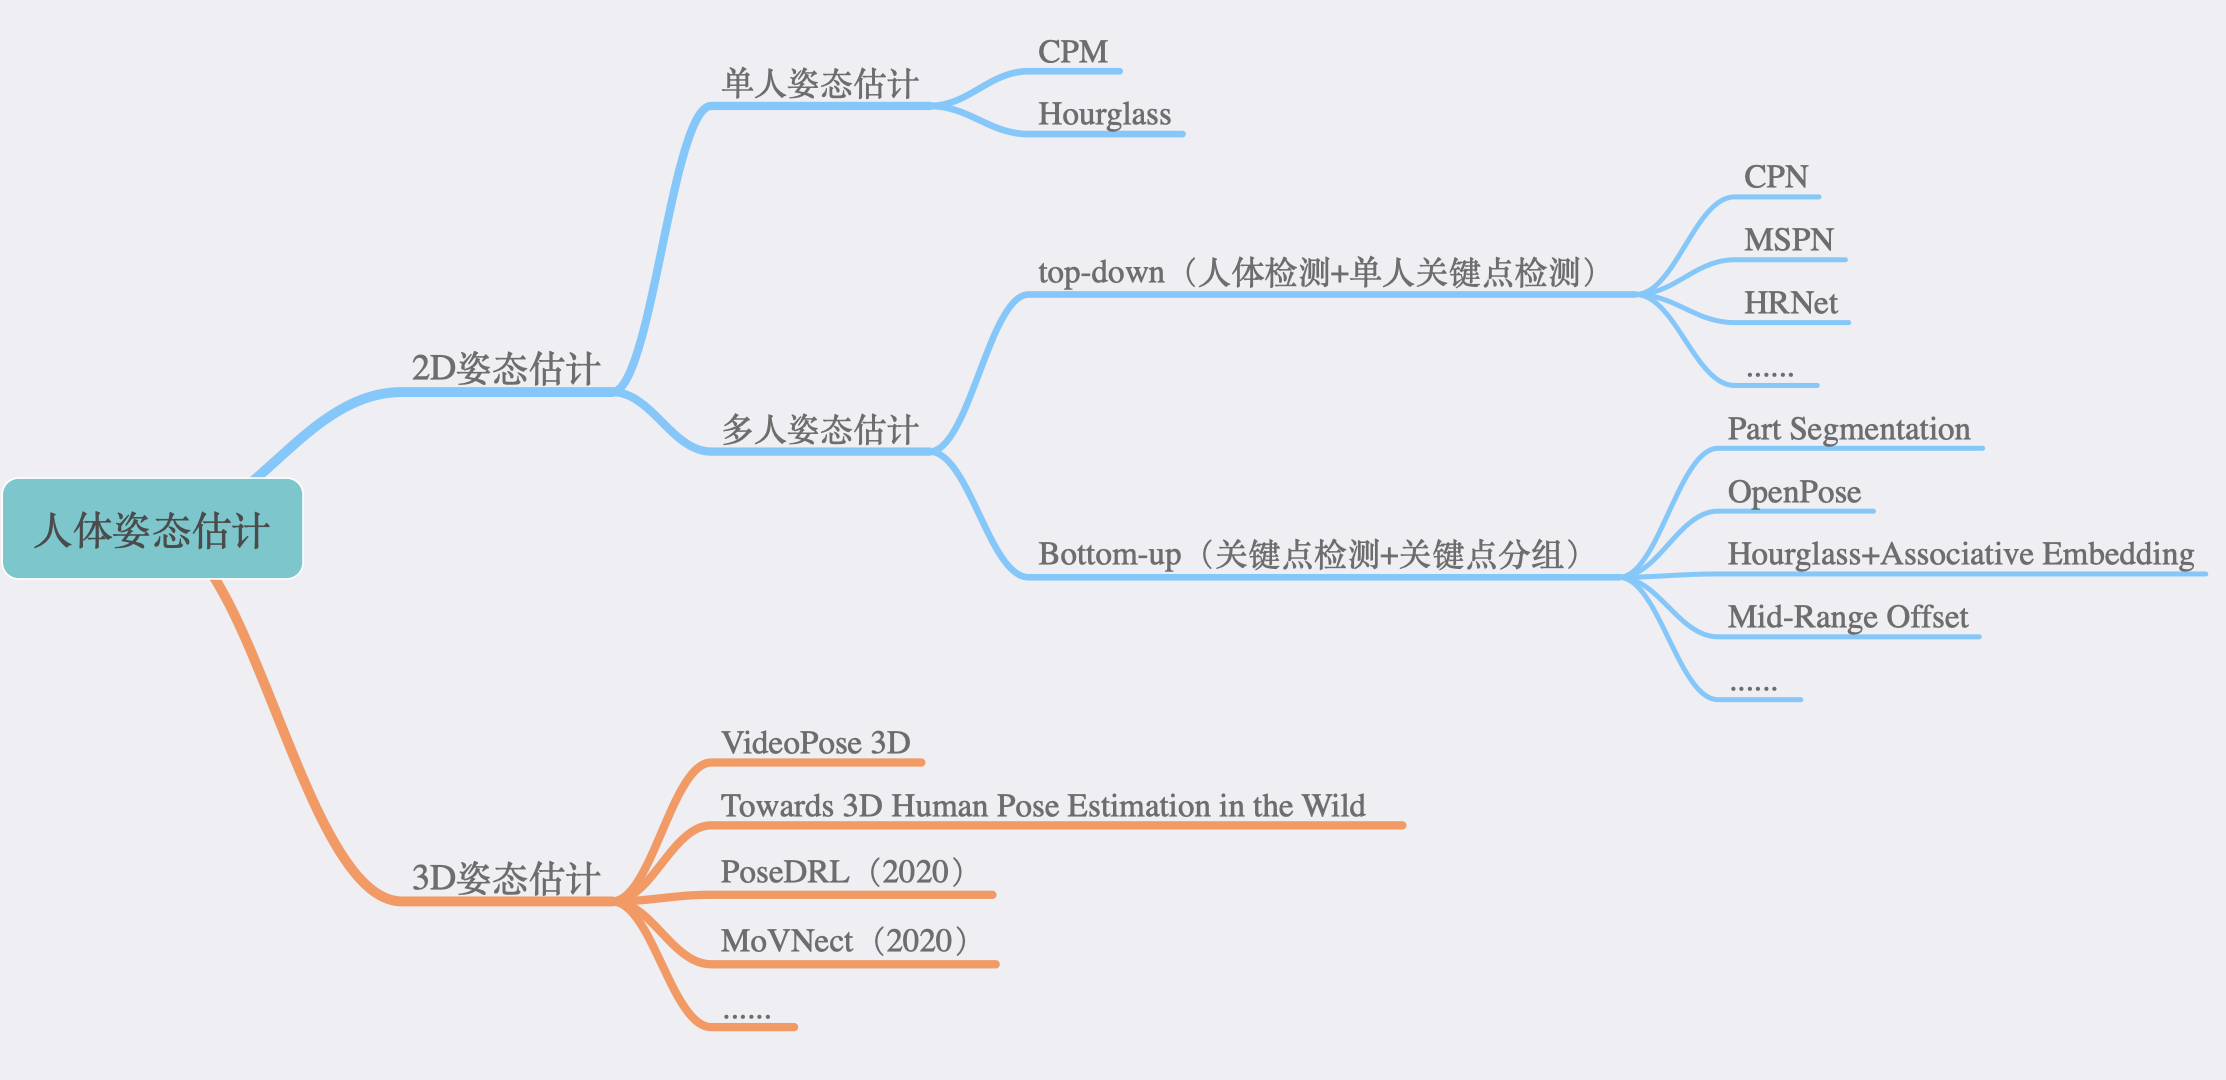 人体姿态估计
2D姿态估计
单人姿态估计
CPM
Hourglass
多人姿态估计
top-down（人体检测+单人关键点检测）
CPN
MSPN
HRNet
......
Bottom-up（关键点检测+关键点分组）
Part Segmentation
OpenPose
Hourglass+Associative Embedding
Mid-Range Offset
......
3D姿态估计
VideoPose 3D
Towards 3D Human Pose Estimation in the Wild
PoseDRL（2020）
MoVNect（2020）
......